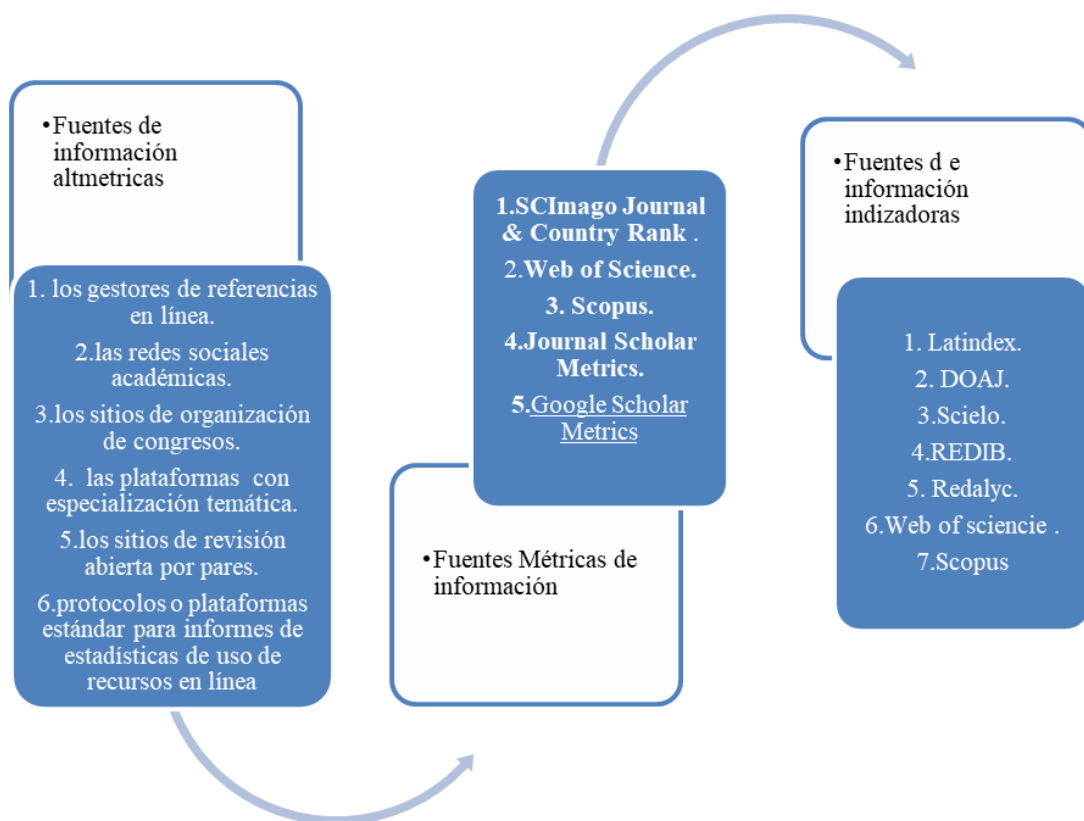 •Fuentes de
información
altmetricas
1. los gestores de referencias
en línea.
2.las redes sociales
académicas.
3.los sitios de organización
de congresos.
4. las plataformas con
especialización temática.
5.los sitios de revisión
abierta por pares.
6.protocolos o plataformas
estándar para informes de
estadísticas de uso de
recursos en línea
1.SCImago Journal
& Country Rank .
2.Web of Science.
3. Scopus.
4.Journal Scholar
Metrics.
5.Google Scholar
Metrics
•Fuentes Métricas de
información
•Fuentes d e
información
indizadoras
1. Latindex.
2. DOAJ.
3.Scielo.
4.REDIB.
5. Redalyc.
6.Web of sciencie .
7.Scopus